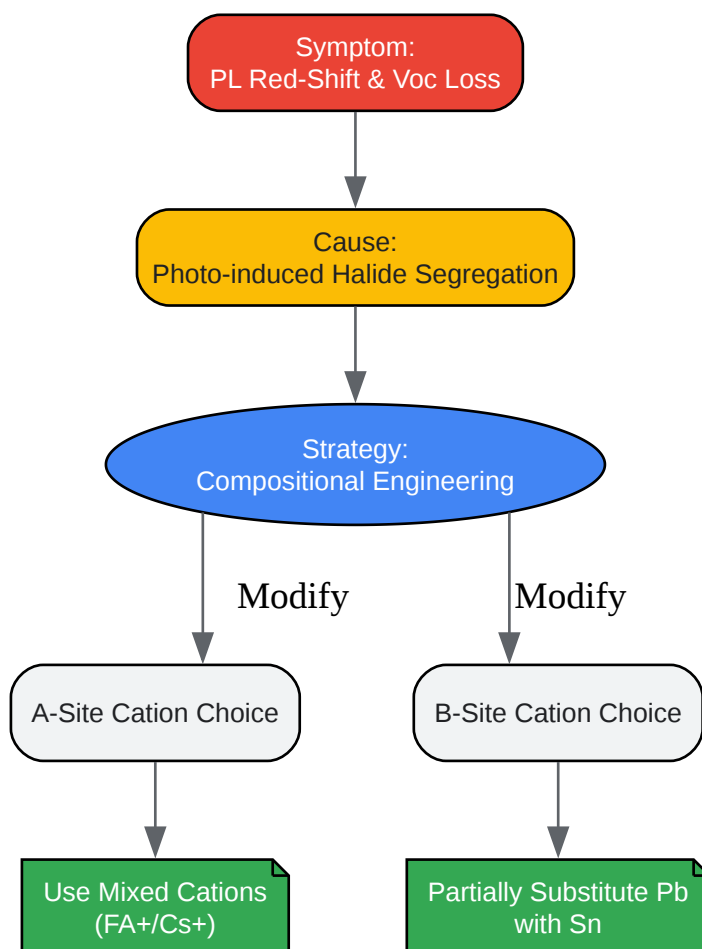 Symptom:
PL Red-Shift & Voc Loss
Cause:
Photo-induced Halide Segregation
Strategy:
Compositional Engineering
Modify
Modify
A-Site Cation Choice
B-Site Cation Choice
Use Mixed Cations
(FA+/Cs+)
Partially Substitute Pb
with Sn